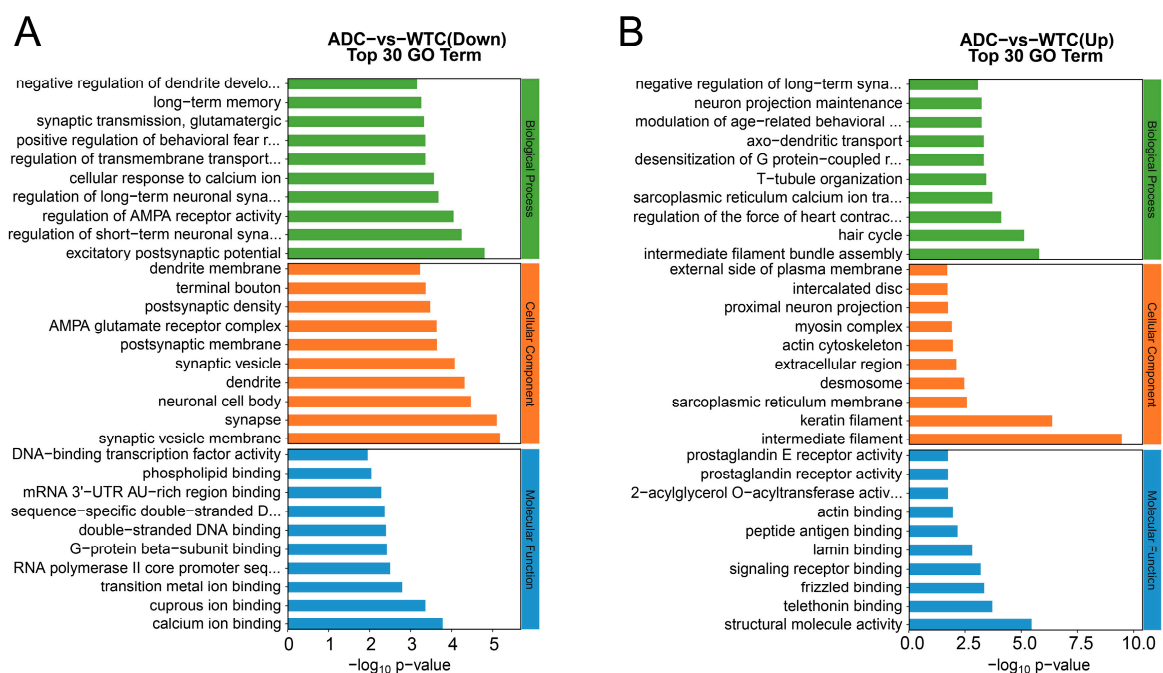 A
ADC−vs−WTC(Down)
Top 30 GO Term
negative regulation of dendrite develo...
long−term memory
synaptic transmission, glutamatergic
positive regulation of behavioral fear r...
regulation of transmembrane transport...
cellular response to calcium ion
regulation of long−term neuronal syna...
regulation of AMPA receptor activity
regulation of short−term neuronal syna...
excitatory postsynaptic potential
Biological Process
dendrite membrane
terminal bouton
postsynaptic density
AMPA glutamate receptor complex
postsynaptic membrane
synaptic vesicle
dendrite
neuronal cell body
synapse
synaptic vesicle membrane
Cellular Component
DNA−binding transcription factor activity
phospholipid binding
mRNA 3'−UTR AU−rich region binding
sequence−specific double−stranded D...
double−stranded DNA binding
G−protein beta−subunit binding
RNA polymerase II core promoter seq...
transition metal ion binding
cuprous ion binding
calcium ion binding
Molecular Function
0 1 2 3 4 5
−log10 p−value
B
ADC−vs−WTC(Up)
Top 30 GO Term
negative regulation of long−term syna...
neuron projection maintenance
modulation of age−related behavioral ...
axo−dendritic transport
desensitization of G protein−coupled r...
T−tubule organization
sarcoplasmic reticulum calcium ion tra...
regulation of the force of heart contrac...
hair cycle
intermediate filament bundle assembly
Biological Process
external side of plasma membrane
intercalated disc
proximal neuron projection
myosin complex
actin cytoskeleton
extracellular region
desmosome
sarcoplasmic reticulum membrane
keratin filament
intermediate filament
Cellular Component
prostaglandin E receptor activity
prostaglandin receptor activity
2−acylglycerol O−acyltransferase activ...
actin binding
peptide antigen binding
lamin binding
signaling receptor binding
frizzled binding
telethonin binding
structural molecule activity
Molecular Function
0.0 2.5 5.0 7.5 10.0
−log10 p−value